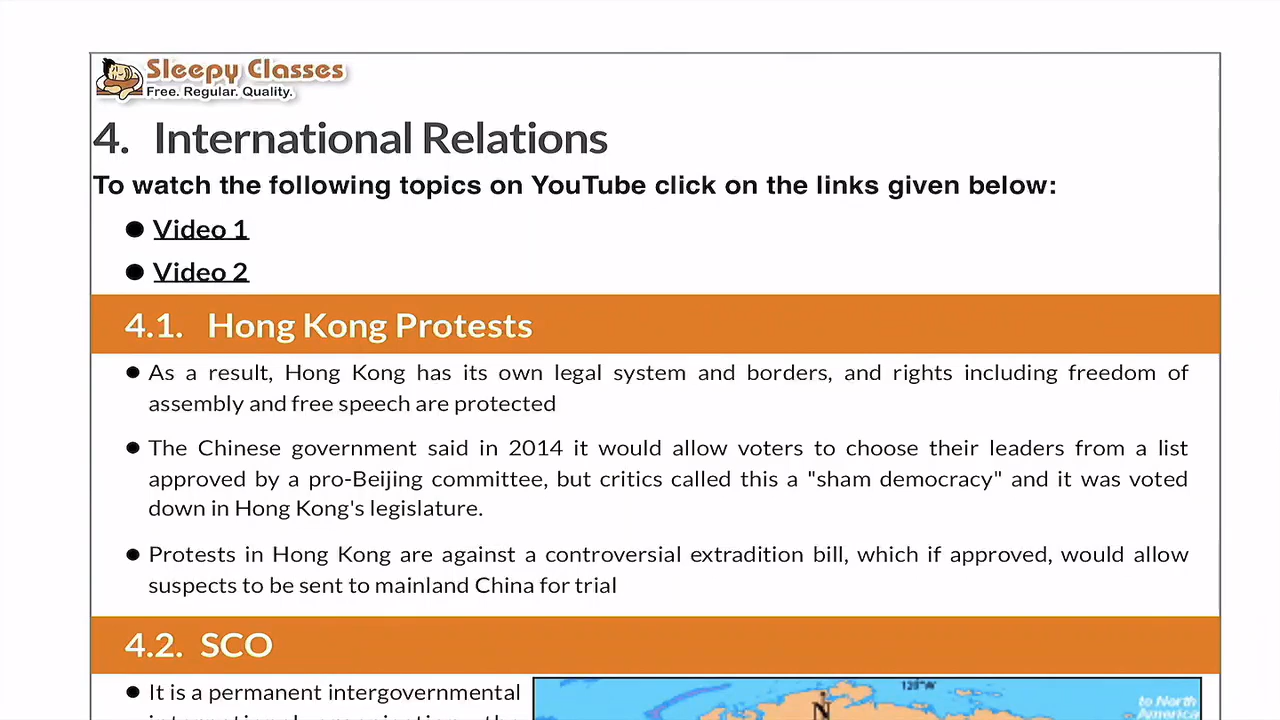 Sleepy Classes
Free. Regular. Quality.
4. International Relations
To watch the following topics on YouTube click on the links given below:
● Video 1
● Video 2
4.1. Hong Kong Protests
● As a result, Hong Kong has its own legal system and borders, and rights including freedom of
assembly and free speech are protected
● The Chinese government said in 2014 it would allow voters to choose their leaders from a list
approved by a pro-Beijing committee, but critics called this a "sham democracy" and it was voted
down in Hong Kong's legislature.
● Protests in Hong Kong are against a controversial extradition bill, which if approved, would allow
suspects to be sent to mainland China for trial
4.2. SCO
● It is a permanent intergovernmental
120°W
to North
America
N